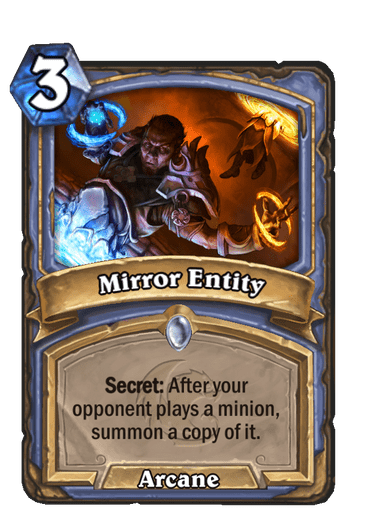 3
Mirror Entity
Secret: After your
opponent plays a minion,
summon a copy of it.
Arcane